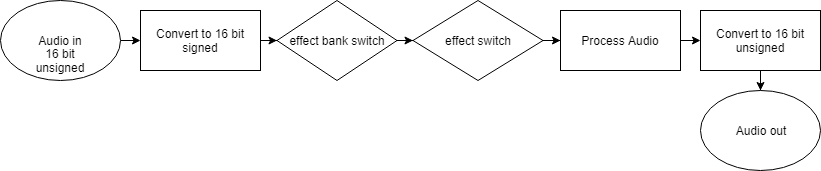 Audio in
16 bit
unsigned
Convert to 16 bit
signed
effect bank switch
effect switch
Process Audio
Convert to 16 bit
unsigned
Audio out